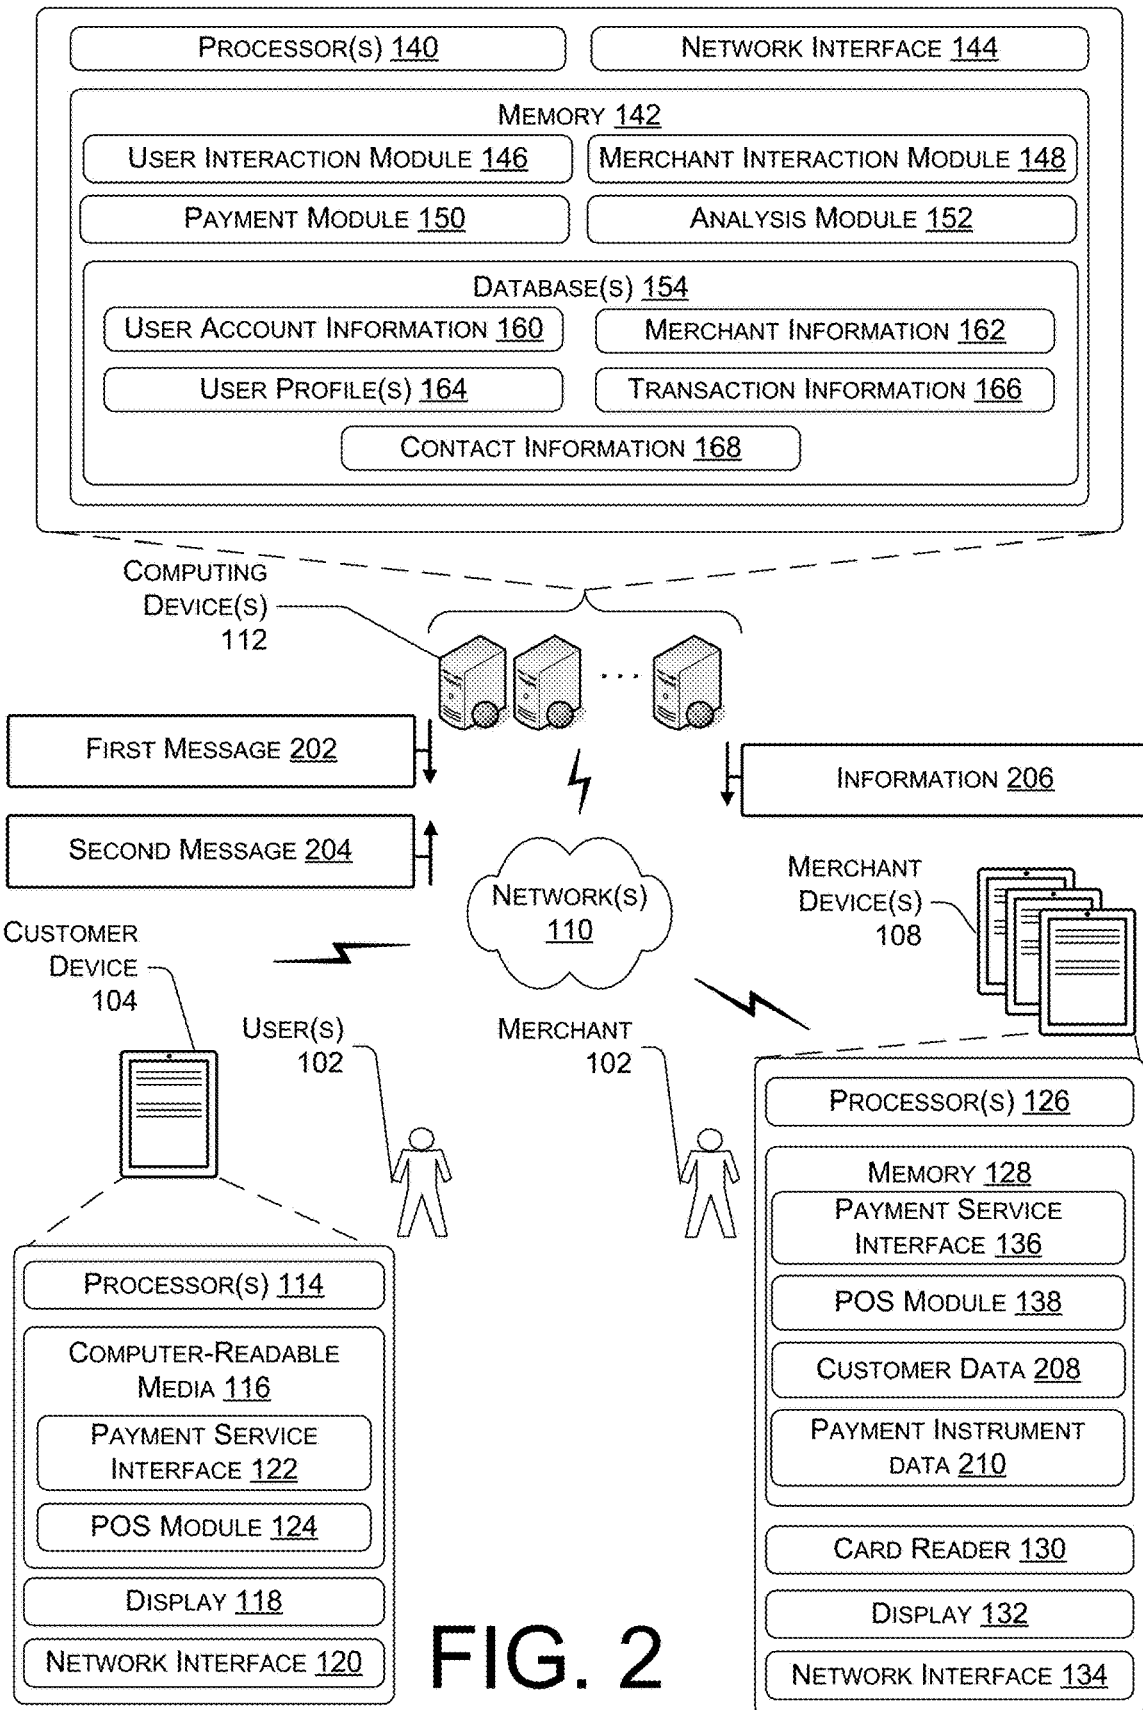 PROCESSOR(S) 140
NETWORK INTERFACE 144
MEMORY 142
USER INTERACTION MODULE 146
MERCHANT INTERACTION MODULE 148
PAYMENT MODULE 150
ANALYSIS MODULE 152
DATABASE(S) 154
USER ACCOUNT INFORMATION 160
MERCHANT INFORMATION 162
USER PROFILE(S) 164
TRANSACTION INFORMATION 166
CONTACT INFORMATION 168
COMPUTING
DEVICE(S)
112
. . .
FIRST MESSAGE 202
INFORMATION 206
SECOND MESSAGE 204
NETWORK(S)
110
MERCHANT
DEVICE(S)
108
CUSTOMER
DEVICE
104
USER(S)
102
MERCHANT
102
PROCESSOR(S) 114
COMPUTER-READABLE
MEDIA 116
PAYMENT SERVICE
INTERFACE 122
POS MODULE 124
DISPLAY 118
NETWORK INTERFACE 120
PROCESSOR(S) 126
MEMORY 128
PAYMENT SERVICE
INTERFACE 136
POS MODULE 138
CUSTOMER DATA 208
PAYMENT INSTRUMENT
DATA 210
CARD READER 130
DISPLAY 132
NETWORK INTERFACE 134
FIG. 2